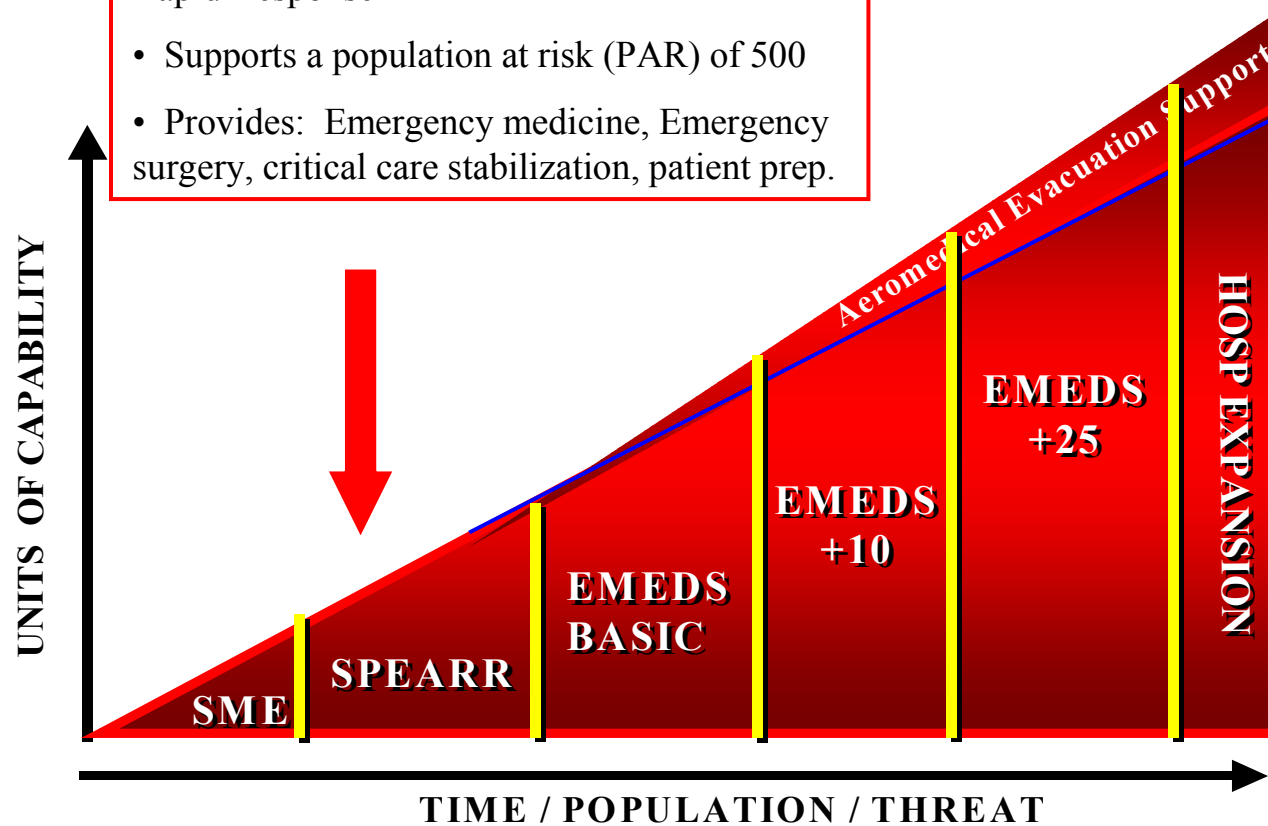 • Supports a population at risk (PAR) of 500
• Provides: Emergency medicine, Emergency
surgery, critical care stabilization, patient prep.
UNITS OF CAPABILITY
Aeromedical Evacuation Support
SME
SPEARR
EMEDS
BASIC
EMEDS
+10
EMEDS
+25
HOSP EXPANSION
TIME / POPULATION / THREAT